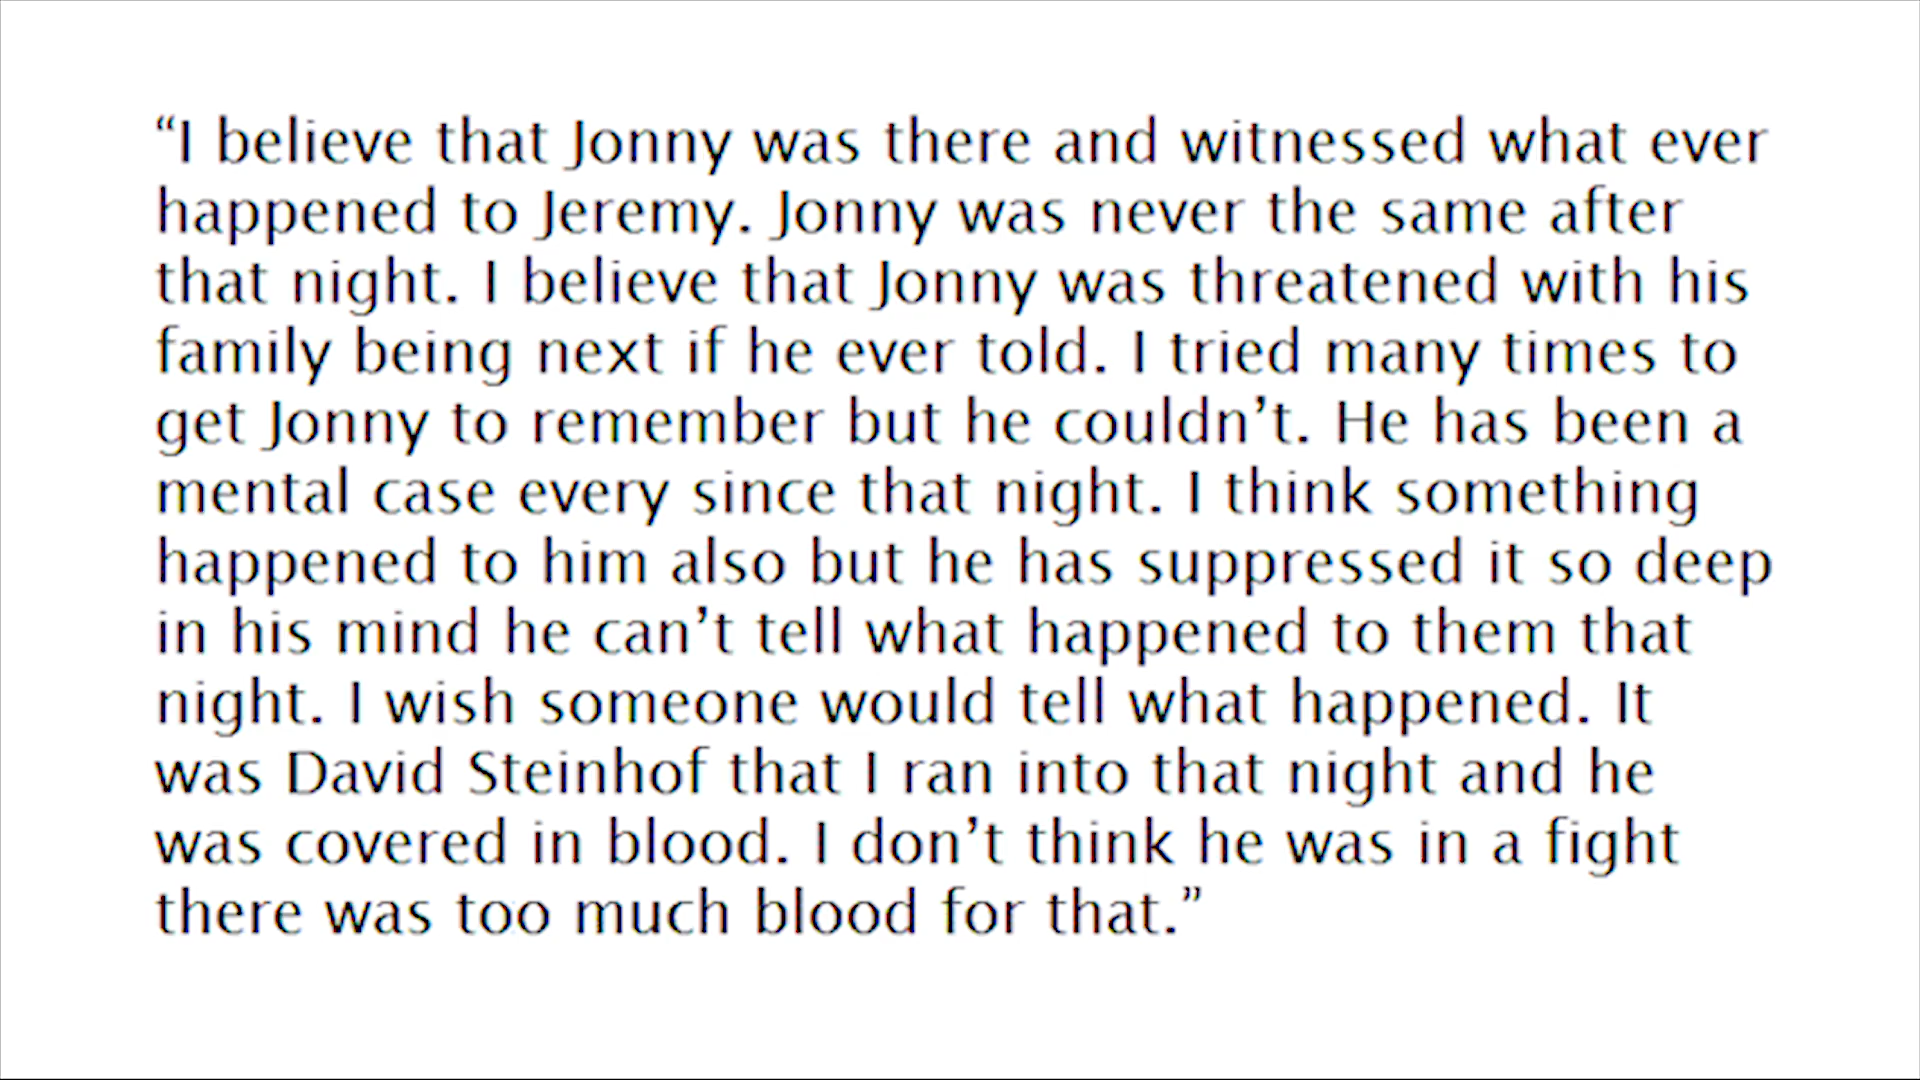 “I believe that Jonny was there and witnessed what ever
happened to Jeremy. Jonny was never the same after
that night. I believe that Jonny was threatened with his
family being next if he ever told. I tried many times to
get Jonny to remember but he couldn’t. He has been a
mental case every since that night. I think something
happened to him also but he has suppressed it so deep
in his mind he can’t tell what happened to them that
night. I wish someone would tell what happened. It
was David Steinhof that I ran into that night and he
was covered in blood. I don’t think he was in a fight
there was too much blood for that.”